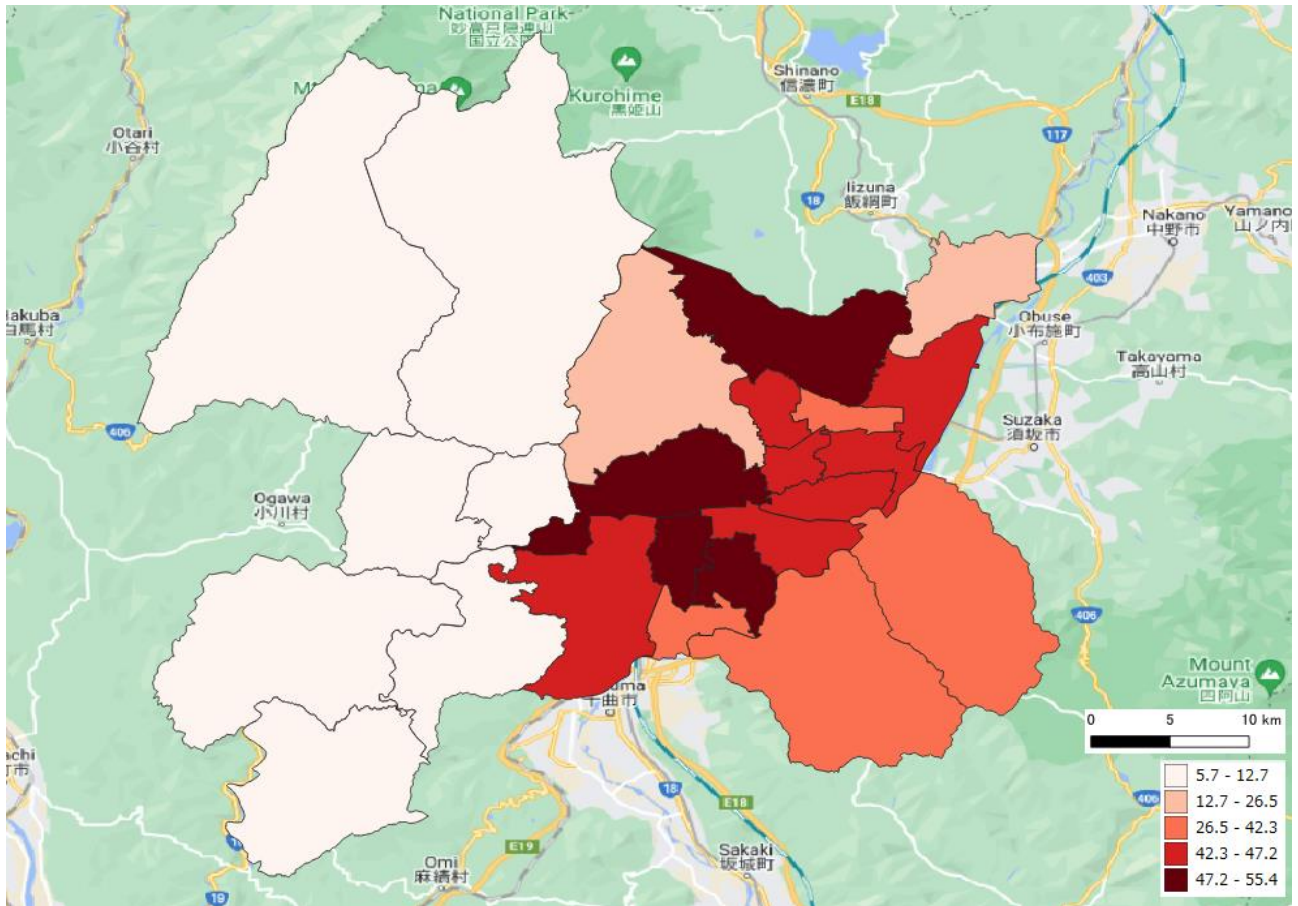 National Park
妙高戸隠連山
国立公
Kurohime
黒姫山
Shinano
信濃町
E18
117
Otari
小谷村
Iizuna
飯綱町
18
Nakano
中野市
Yamano
山ノ内
403
Obuse
小布施町
Takayama
高山村
Hakuba
白馬村
406
Suzaka
須坂市
Ogawa
小川村
406
Mount
Azumaya
四阿山
千曲市
0 5 10 km
5.7 - 12.7
12.7 - 26.5
26.5 - 42.3
42.3 - 47.2
47.2 - 55.4
406
18
E18
E19
Omi
麻績村
Sakaki
坂城町
19